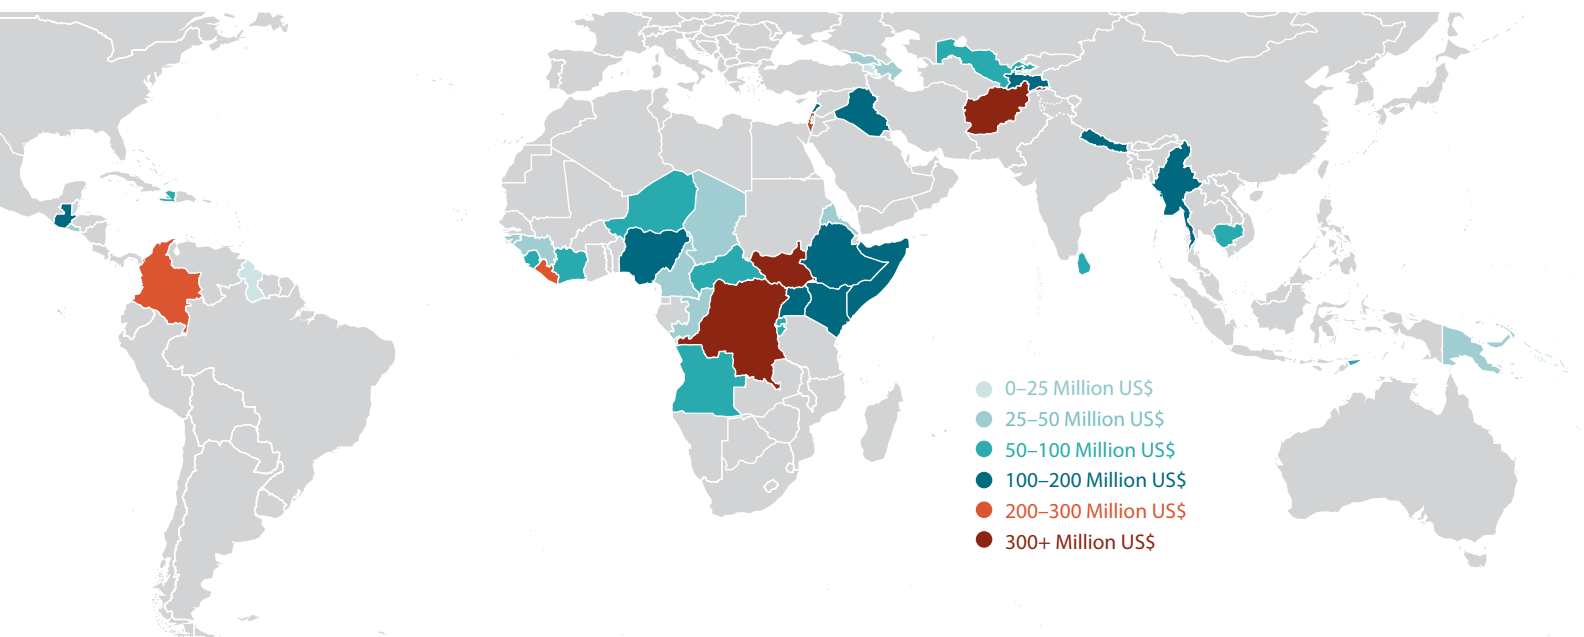 0–25 Million US$
25–50 Million US$
50–100 Million US$
100–200 Million US$
200–300 Million US$
300+ Million US$